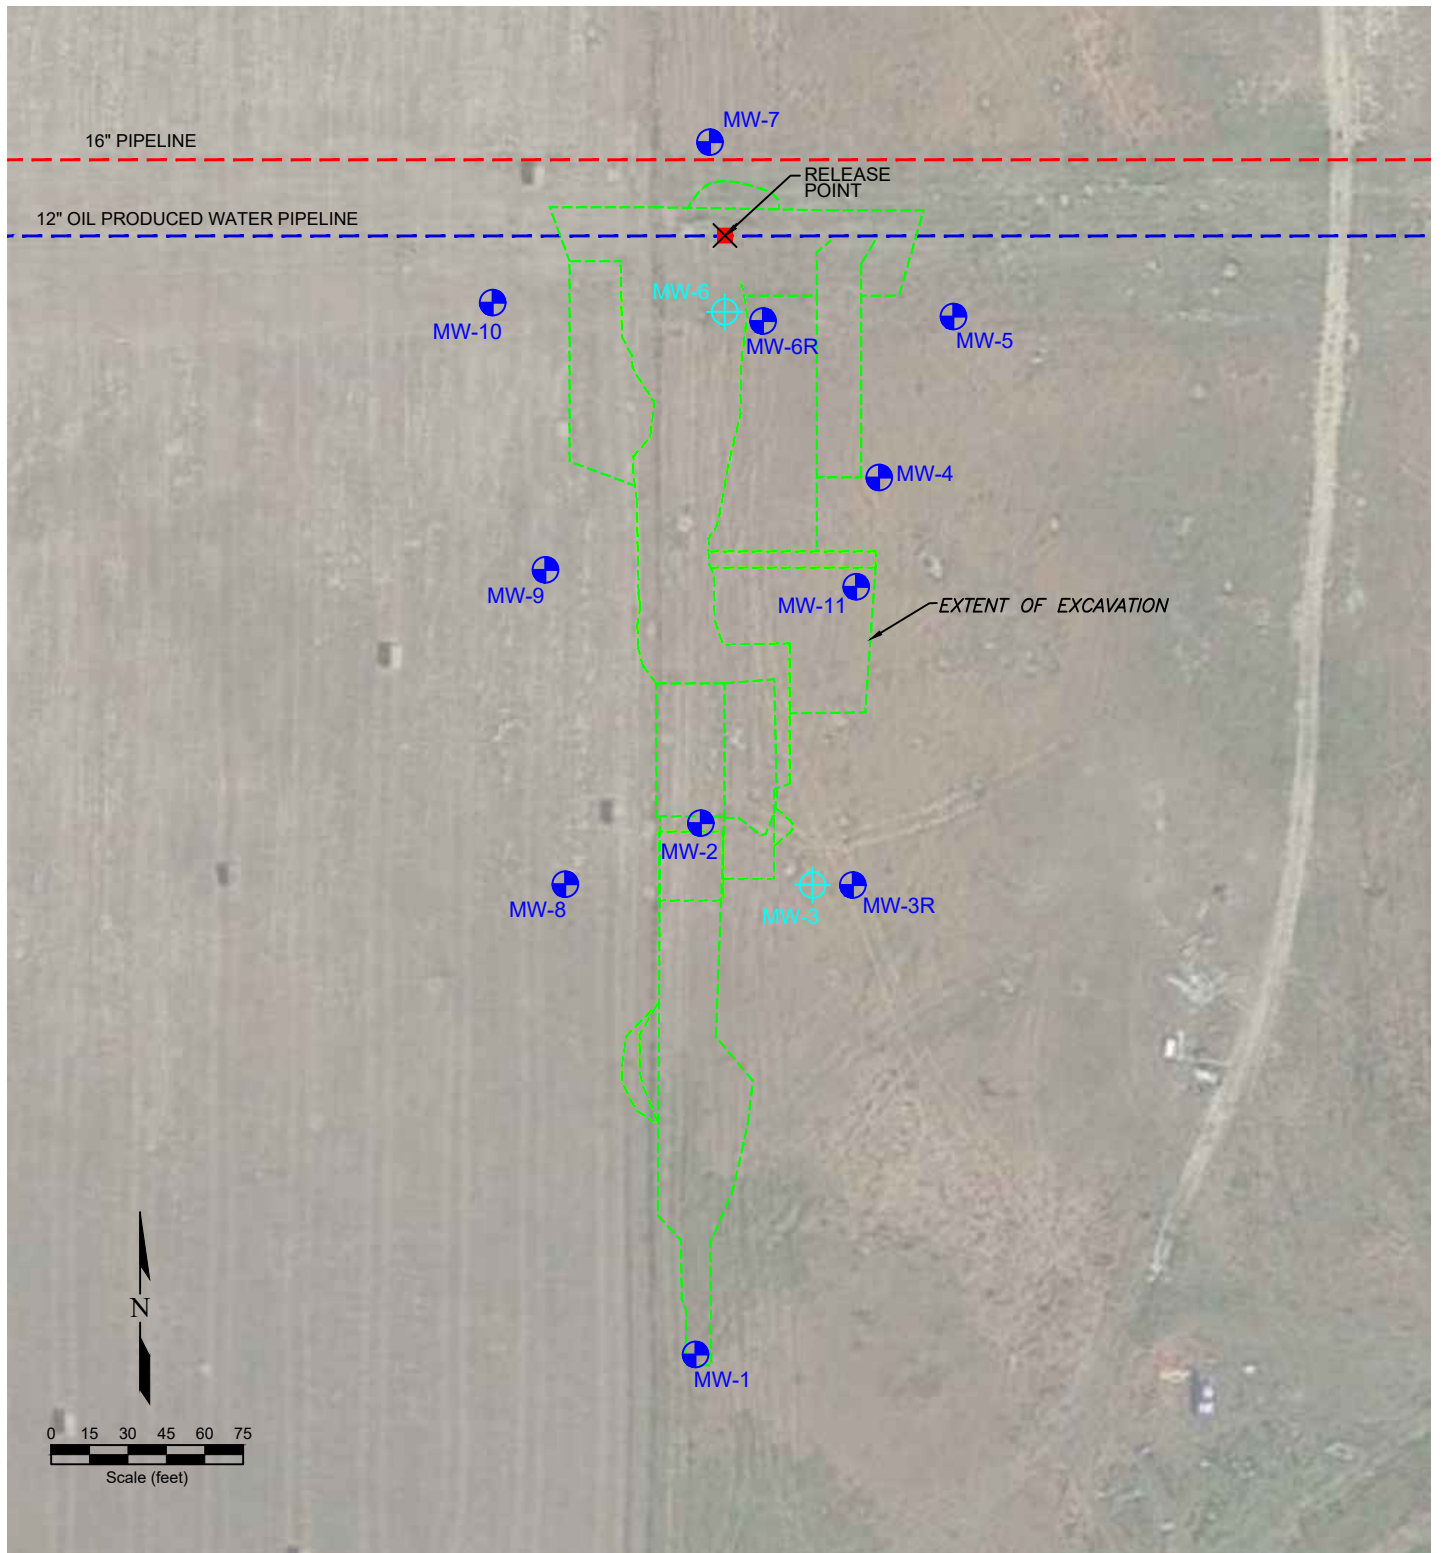 MW-7
16" PIPELINE
RELEASE
POINT
12" OIL PRODUCED WATER PIPELINE
MW-6
MW-10
MW-6R
MW-5
MW-4
MW-9
MW-11
EXTENT OF EXCAVATION
MW-2
MW-8
MW-3
MW-3R
N
MW-1
0 15 30 45 60 75
Scale (feet)